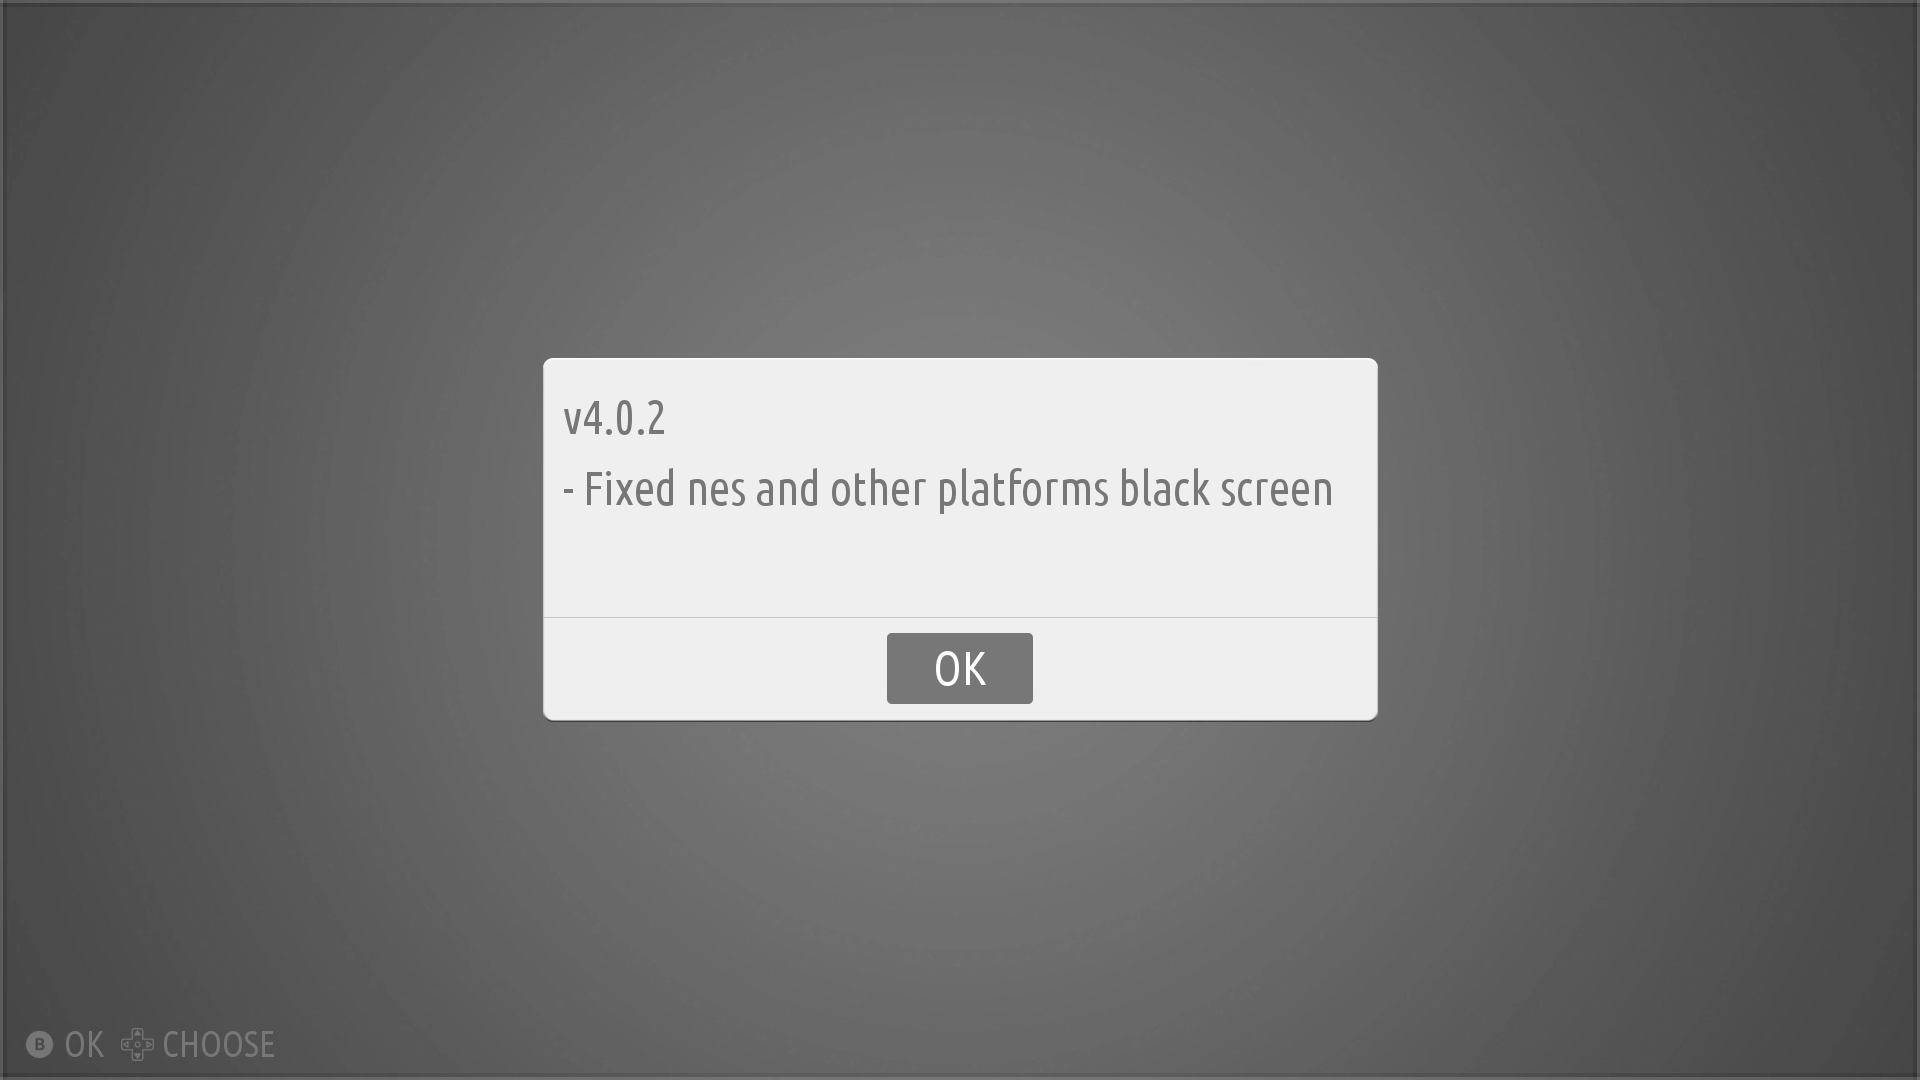 v4.0.2
- Fixed nes and other platforms black screen
OK
B OK CHOOSE